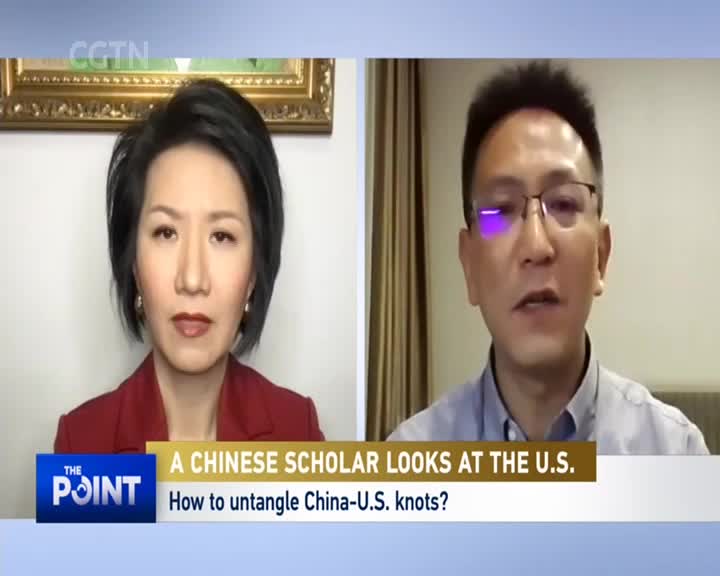 CGTN
A CHINESE SCHOLAR LOOKS AT THE U.S.
THE
POINT
How to untangle China-U.S. knots?